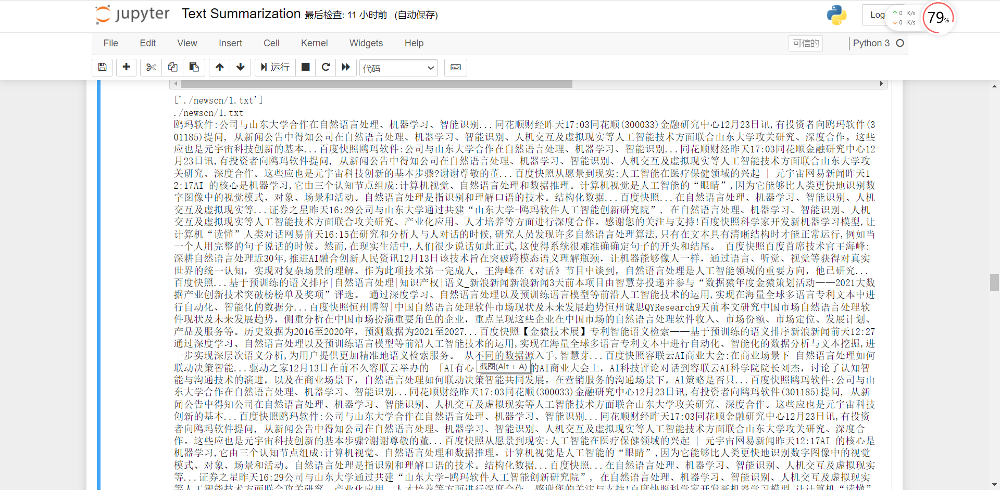 jupyter Text Summarization 最后检查: 11 小时前 (自动保存)
Log
0 K/s
0 K/s
79%
File Edit View Insert Cell Kernel Widgets Help 可信的 Python 3
运行 代码
['./newscn/1.txt']
./newscn/1.txt
鸥玛软件:公司与山东大学合作在自然语言处理、机器学习、智能识别...同花顺财经昨天17:03同花顺(300033)金融研究中心12月23日讯,有投资者向鸥玛软件(3
01185)提问, 从新闻公告中得知公司在自然语言处理、机器学习、智能识别、人机交互及虚拟现实等人工智能技术方面联合山东大学攻关研究、深度合作。这些
应也是元宇宙科技创新的基本...百度快照鸥玛软件:公司与山东大学合作在自然语言处理、机器学习、智能识别...同花顺财经昨天17:03同花顺金融研究中心12
月23日讯,有投资者向鸥玛软件提问, 从新闻公告中得知公司在自然语言处理、机器学习、智能识别、人机交互及虚拟现实等人工智能技术方面联合山东大学攻
关研究、深度合作。这些应也是元宇宙科技创新的基本步骤?谢谢尊敬的董...百度快照从愿景到现实:人工智能在医疗保健领域的兴起 | 元宇宙网易新闻昨天1
2:17AI 的核心是机器学习,它由三个认知节点组成:计算机视觉、自然语言处理和数据推理。计算机视觉是人工智能的“眼睛”,因为它能够比人类更快地识别数
字图像中的视觉模式、对象、场景和活动。自然语言处理是指识别和理解口语的技术。结构化数据...百度快照...在自然语言处理、机器学习、智能识别、人机
交互及虚拟现实等...证券之星昨天16:29公司与山东大学通过共建“山东大学-鸥玛软件人工智能创新研究院”, 在自然语言处理、机器学习、智能识别、人机
交互及虚拟现实等人工智能技术方面联合攻关研究、产业化应用、人才培养等方面进行深度合作。感谢您的关注与支持!百度快照科学家开发新机器学习模型,让
计算机“读懂”人类对话网易前天16:15在研究和分析人与人对话的时候,研究人员发现许多自然语言处理算法,只有在文本具有清晰结构时才能正常运行,例如当
一个人用完整的句子说话的时候。然而,在现实生活中,人们很少说话如此正式,这使得系统很难准确确定句子的开头和结尾。 百度快照百度首席技术官王海峰:
深耕自然语言处理近30年,推进AI融合创新人民资讯12月13日该技术旨在突破跨模态语义理解瓶颈，让机器能够像人一样，通过语言、听觉、视觉等获得对真实
世界的统一认知，实现对复杂场景的理解。作为此项技术第一完成人，王海峰在《对话》节目中谈到，自然语言处理是人工智能领域的重要方向，他已研究...
百度快照...基于预训练的语义排序|自然语言处理|知识产权|语义_新浪新闻新浪新闻3天前本项目由智慧芽投递并参与“数据猿年度金猿策划活动——2021大数
据产业创新技术突破榜榜单及奖项”评选。 通过深度学习、自然语言处理以及预训练语言模型等前沿人工智能技术的运用,实现在海量全球多语言专利文本中进
行自动化、智能化的数据分...百度快照恒州博智|中国自然语言处理软件市场现状及未来发展趋势恒州诚思QYResearch9天前本文研究中国市场自然语言处理软
件现状及未来发展趋势，侧重分析在中国市场扮演重要角色的企业，重点呈现这些企业在中国市场的自然语言处理软件收入、市场份额、市场定位、发展计划、
产品及服务等。历史数据为2016至2020年，预测数据为2021至2027...百度快照【金猿技术展】专利智能语义检索——基于预训练的语义排序新浪新闻前天12:27
通过深度学习、自然语言处理以及预训练语言模型等前沿人工智能技术的运用,实现在海量全球多语言专利文本中进行自动化、智能化的数据分析与文本挖掘,进
一步实现深层次语义分析,为用户提供更加精准地语义检索服务。 从不同的数据源入手,智慧芽...百度快照容联云AI商业大会:在商业场景下 自然语言处理如何
联动决策智能...驱动之家12月13日在前不久容联云举办的 「AI有心 截图(Alt + A) 的AI商业大会上，AI科技评论对话到容联云AI科学院院长刘杰，讨论了认知智
能与沟通技术的演进，以及在商业场景下，自然语言处理如何联动决策智能共同发展。在营销服务的沟通场景下，Al策略是否只...百度快照鸥玛软件:公司与山
东大学合作在自然语言处理、机器学习、智能识别...同花顺财经昨天17:03同花顺(300033)金融研究中心12月23日讯,有投资者向鸥玛软件(301185)提问, 从新
闻公告中得知公司在自然语言处理、机器学习、智能识别、人机交互及虚拟现实等人工智能技术方面联合山东大学攻关研究、深度合作。这些应也是元宇宙科技
创新的基本...百度快照鸥玛软件:公司与山东大学合作在自然语言处理、机器学习、智能识别...同花顺财经昨天17:03同花顺金融研究中心12月23日讯,有投资
者向鸥玛软件提问, 从新闻公告中得知公司在自然语言处理、机器学习、智能识别、人机交互及虚拟现实等人工智能技术方面联合山东大学攻关研究、深度合
作。这些应也是元宇宙科技创新的基本步骤?谢谢尊敬的董...百度快照从愿景到现实:人工智能在医疗保健领域的兴起 | 元宇宙网易新闻昨天12:17AI 的核心是
机器学习,它由三个认知节点组成:计算机视觉、自然语言处理和数据推理。计算机视觉是人工智能的“眼睛”,因为它能够比人类更快地识别数字图像中的视觉
模式、对象、场景和活动。自然语言处理是指识别和理解口语的技术。结构化数据...百度快照...在自然语言处理、机器学习、智能识别、人机交互及虚拟现实
等...证券之星昨天16:29公司与山东大学通过共建“山东大学-鸥玛软件人工智能创新研究院”, 在自然语言处理、机器学习、智能识别、人机交互及虚拟现实
等人工智能技术方面联合攻关研究、产业化应用、人才培养等方面进行深度合作。感谢您的关注与支持!百度快照科学家开发新机器学习模型,让计算机“读懂”